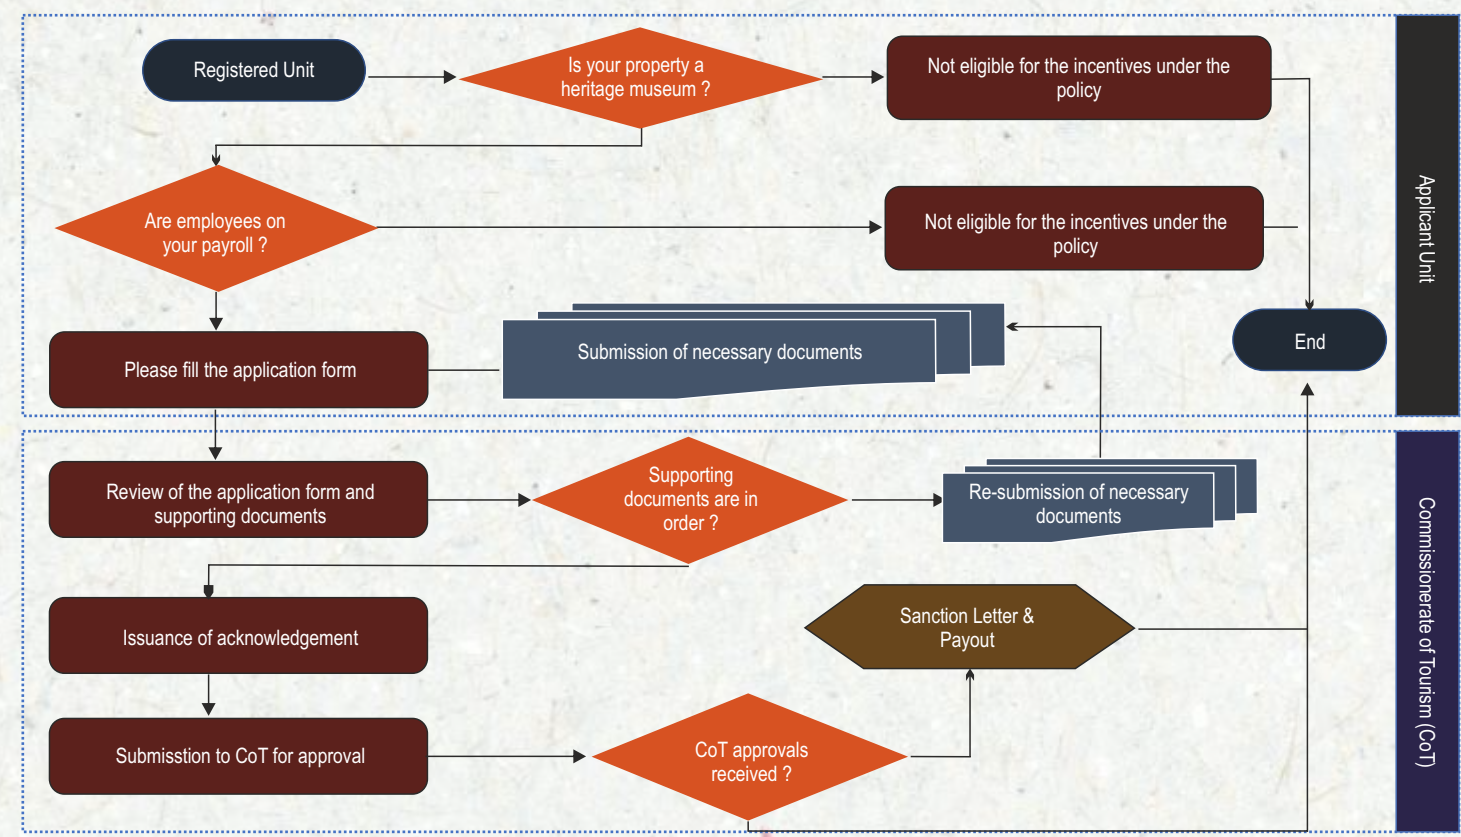 Registered Unit
Is your property a
heritage museum ?
Not eligible for the incentives under the
policy
Are employees on
your payroll ?
Not eligible for the incentives under the
policy
Applicant Unit
Please fill the application form
Submission of necessary documents
End
Review of the application form and
supporting documents
Supporting
documents are in
order ?
Re-submission of necessary
documents
Commissionerate of Tourism (CoT)
Issuance of acknowledgement
Sanction Letter &
Payout
Submisstion to CoT for approval
CoT approvals
received ?